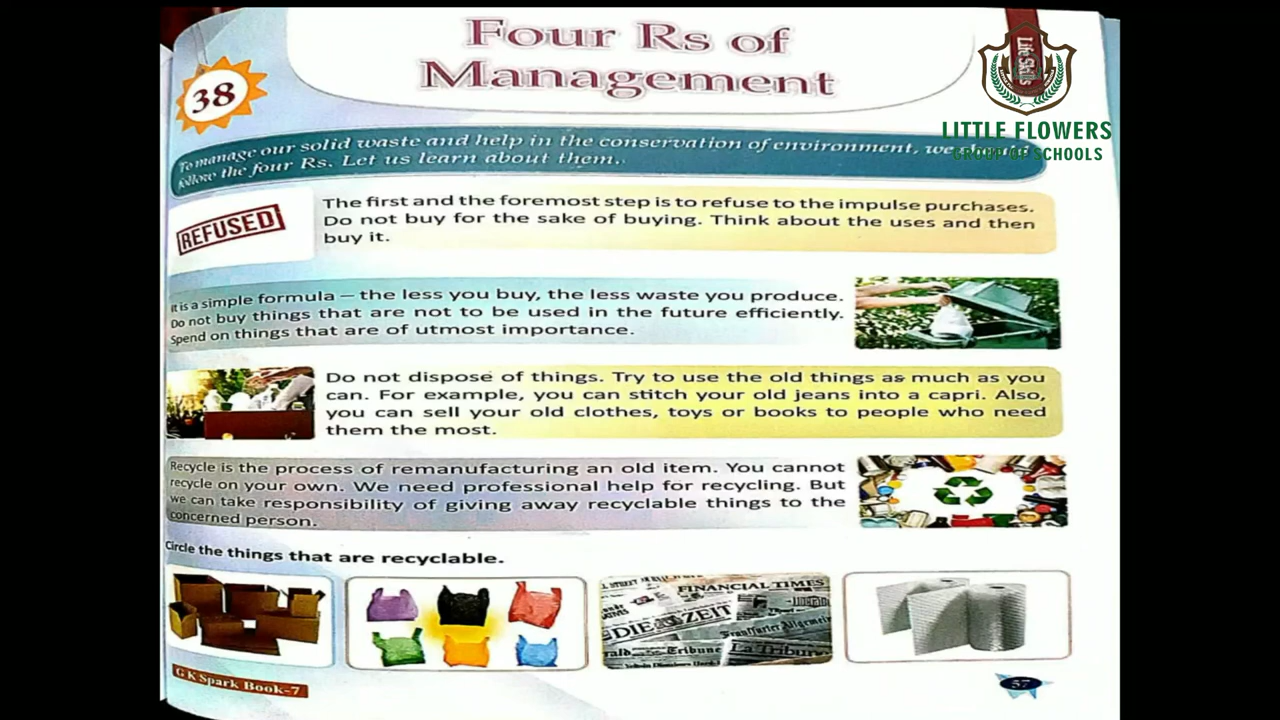 Four Rs of
Management
38
Life Skills
LITTLE FLOWERS
GROUP OF SCHOOLS
To manage our solid waste and help in the conservation of environment, we should
follow the four Rs. Let us learn about them.
REFUSED
The first and the foremost step is to refuse to the impulse purchases.
Do not buy for the sake of buying. Think about the uses and then
buy it.
It is a simple formula – the less you buy, the less waste you produce.
Do not buy things that are not to be used in the future efficiently.
Spend on things that are of utmost importance.
Do not dispose of things. Try to use the old things as much as you
can. For example, you can stitch your old jeans into a capri. Also,
you can sell your old clothes, toys or books to people who need
them the most.
Recycle is the process of remanufacturing an old item. You cannot
recycle on your own. We need professional help for recycling. But
we can take responsibility of giving away recyclable things to the
concerned person.
Circle the things that are recyclable.
FINANCIAL TIMES
DIE ZEIT
Frankfurter Allgemein
Tribune
La Tribun
G K Spark Book-7
57